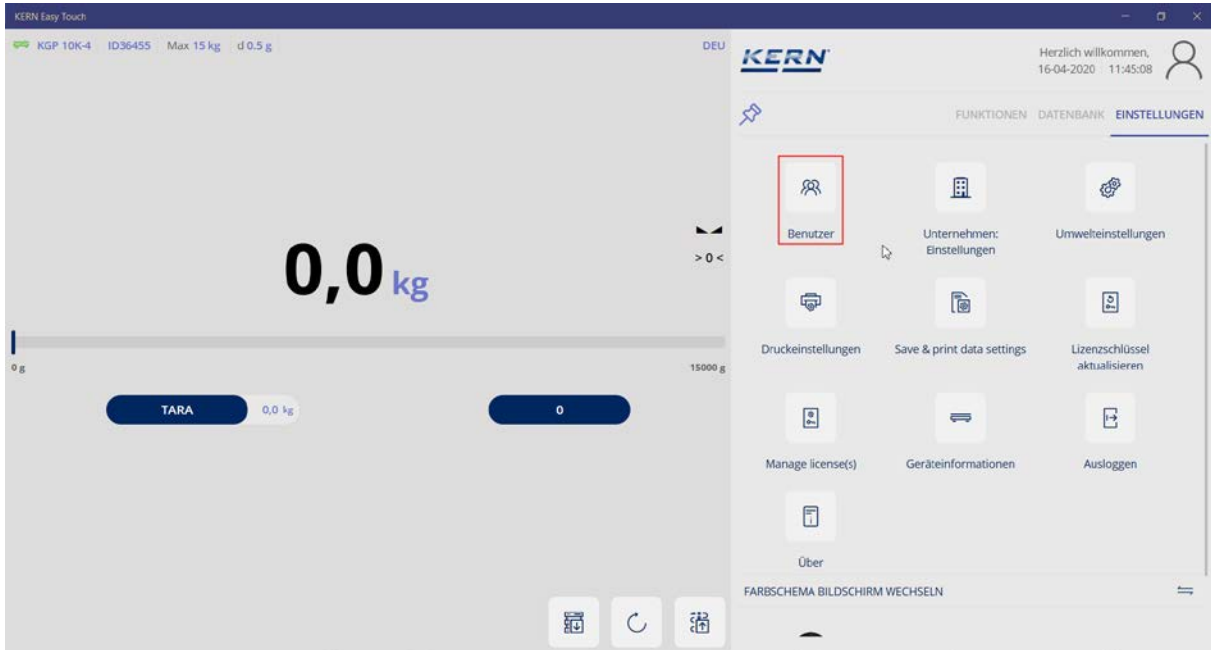 KERN Easy Touch
KGP 10K-4 ID36455 Max 15 kg d 0.5 g DEU
KERN
Herzlich willkommen,
16-04-2020 11:45:08
FUNKTIONEN DATENBANK EINSTELLUNGEN
0,0 kg
> 0 <
0 g 15000 g
TARA 0,0 kg 0
Benutzer
Unternehmen:
Einstellungen
Umwelteinstellungen
Druckeinstellungen
Save & print data settings
Lizenzschlüssel
aktualisieren
Manage license(s)
Geräteinformationen
Ausloggen
Über
FARBSCHEMA BILDSCHIRM WECHSELN